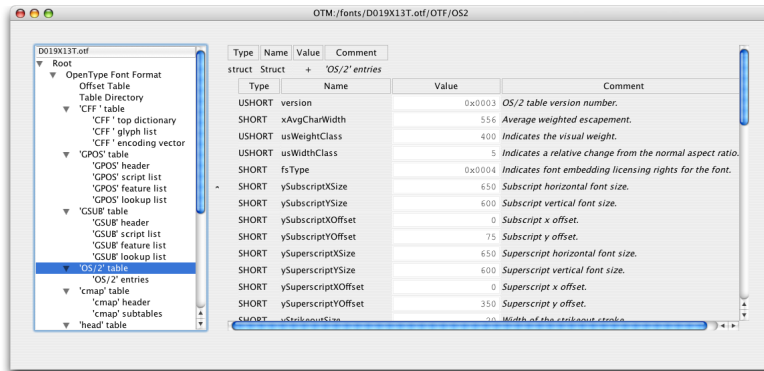 OTM:/fonts/D019X13T.otf/OTF/OS2
D019X13T.otf
Root
OpenType Font Format
Offset Table
Table Directory
'CFF ' table
'CFF ' top dictionary
'CFF ' glyph list
'CFF ' encoding vector
'GPOS' table
'GPOS' header
'GPOS' script list
'GPOS' feature list
'GPOS' lookup list
'GSUB' table
'GSUB' header
'GSUB' script list
'GSUB' feature list
'GSUB' lookup list
'OS/2' table
'OS/2' entries
'cmap' table
'cmap' header
'cmap' subtables
'head' table
Type Name Value Comment
struct Struct + 'OS/2' entries
Type Name Value Comment
USHORT version 0x0003 OS/2 table version number.
SHORT xAvgCharWidth 556 Average weighted escapement.
USHORT usWeightClass 400 Indicates the visual weight.
USHORT usWidthClass 5 Indicates a relative change from the normal aspect ratio.
SHORT fsType 0x0004 Indicates font embedding licensing rights for the font.
SHORT ySubscriptXSize 650 Subscript horizontal font size.
SHORT ySubscriptYSize 600 Subscript vertical font size.
SHORT ySubscriptXOffset 0 Subscript x offset.
SHORT ySubscriptYOffset 75 Subscript y offset.
SHORT ySuperscriptXSize 650 Superscript horizontal font size.
SHORT ySuperscriptYSize 600 Superscript vertical font size.
SHORT ySuperscriptXOffset 0 Superscript x offset.
SHORT ySuperscriptYOffset 350 Superscript y offset.
SHORT yStrikeoutSize 20 Width of the strikeout stroke.